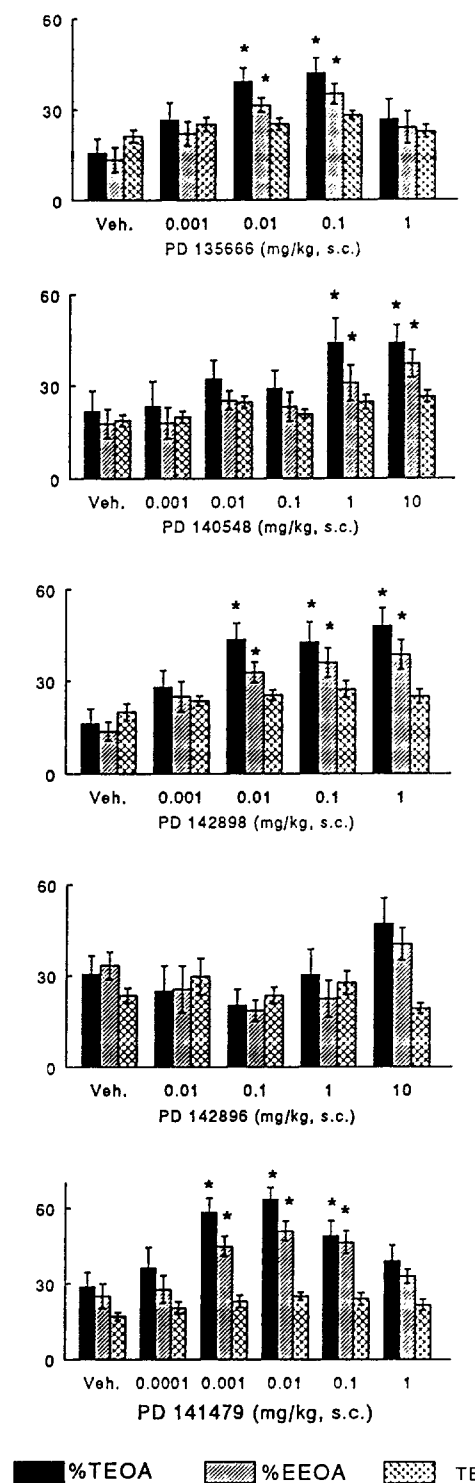 60
* * * *
30
0
Veh. 0.001 0.01 0.1 1
PD 135666 (mg/kg, s.c.)
60
* * * *
30
0
Veh. 0.001 0.01 0.1 1 10
PD 140548 (mg/kg, s.c.)
60
* * * * * *
30
0
Veh. 0.001 0.01 0.1 1
PD 142898 (mg/kg, s.c.)
60
30
0
Veh. 0.01 0.1 1 10
PD 142896 (mg/kg, s.c.)
* * * * * *
60
30
0
Veh. 0.0001 0.001 0.01 0.1 1
PD 141479 (mg/kg, s.c.)
%TEOA %EEOA TE